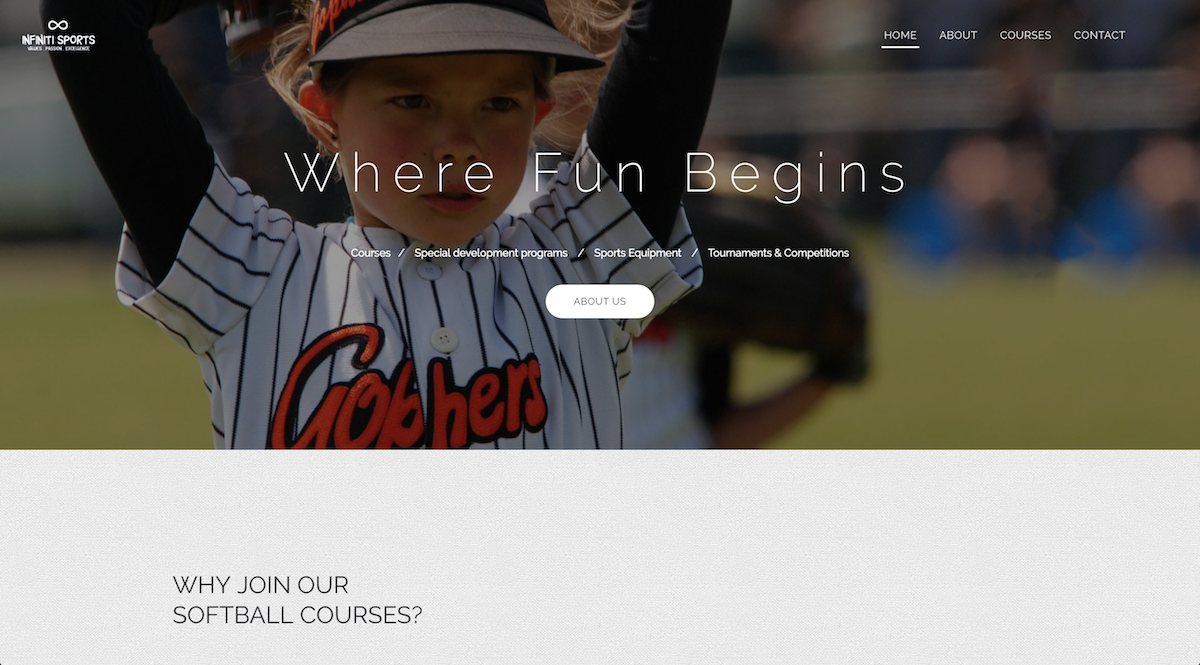 INFINITI SPORTS
VALUES . PASSION . EXCELLENCE
HOME
ABOUT
COURSES
CONTACT
Where Fun Begins
Courses / Special development programs / Sports Equipment / Tournaments & Competitions
ABOUT US
Gophers
WHY JOIN OUR
SOFTBALL COURSES?